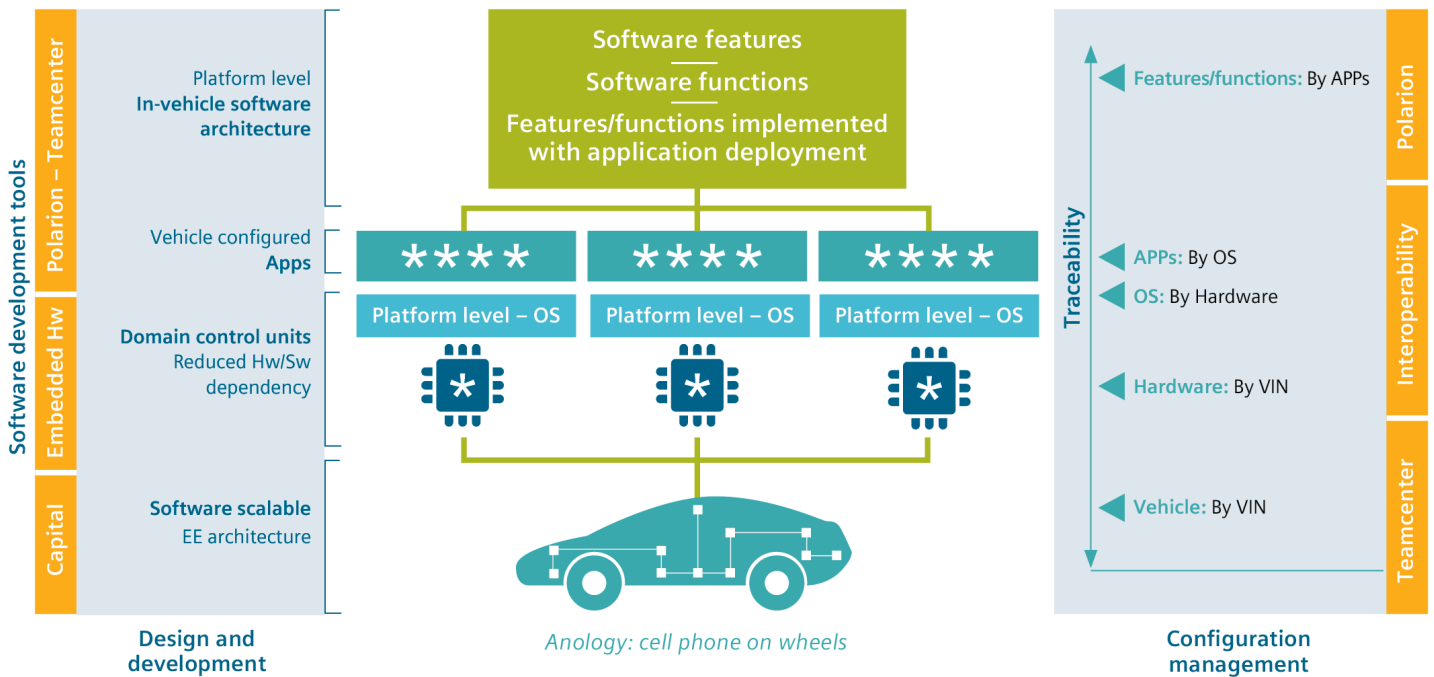 Software development tools
Polarion – Teamcenter
Embedded Hw
Capital
Platform level
In-vehicle software
architecture
Vehicle configured
Apps
Domain control units
Reduced Hw/Sw
dependency
Software scalable
EE architecture
Design and
development
Software features
Software functions
Features/functions implemented
with application deployment
**** **** ****
Platform level – OS Platform level – OS Platform level – OS
* * *
Anology: cell phone on wheels
Traceability
Features/functions: By APPs
APPs: By OS
OS: By Hardware
Hardware: By VIN
Vehicle: By VIN
Polarion
Interoperability
Teamcenter
Configuration
management